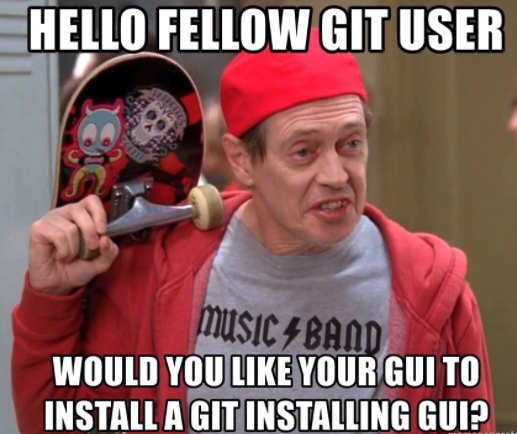 HELLO FELLOW GIT USER
MUSIC⚡BAND
WOULD YOU LIKE YOUR GUI TO
INSTALL A GIT INSTALLING GUI?